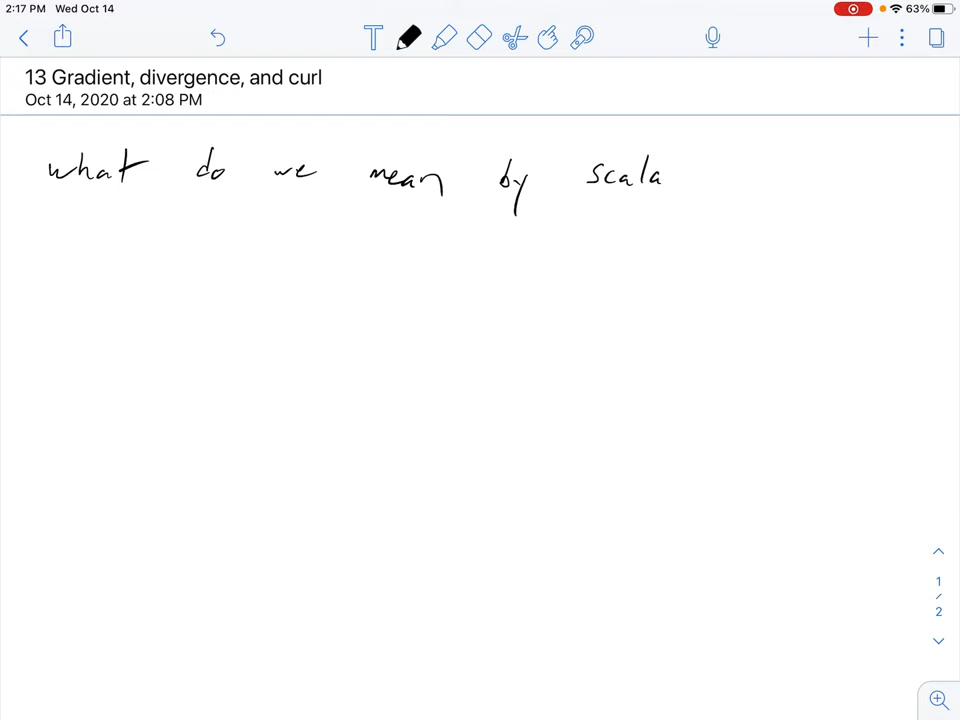 2:17 PM Wed Oct 14 63%
T
13 Gradient, divergence, and curl
Oct 14, 2020 at 2:08 PM
what do we mean by scala
1
/
2